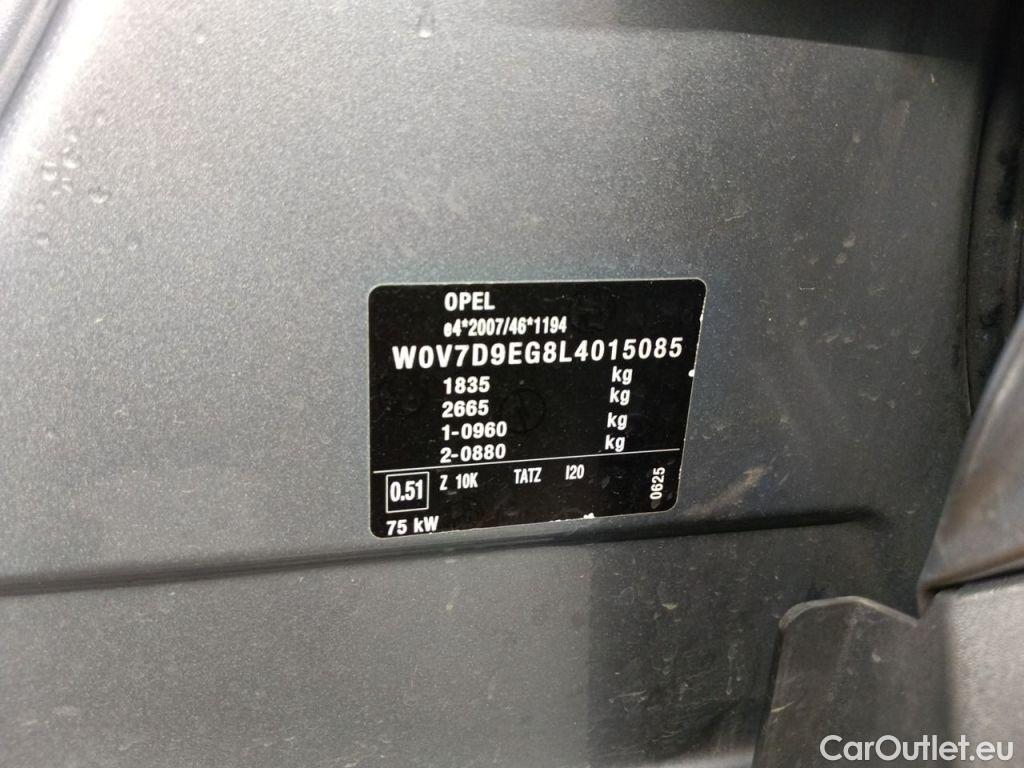 OPEL
e4*2007/46*1194
W0V7D9EG8L4015085
1835 kg
2665 kg
1-0960 kg
2-0880 kg
0.51 Z 10K TATZ I20
0625
75 kW
CarOutlet.eu